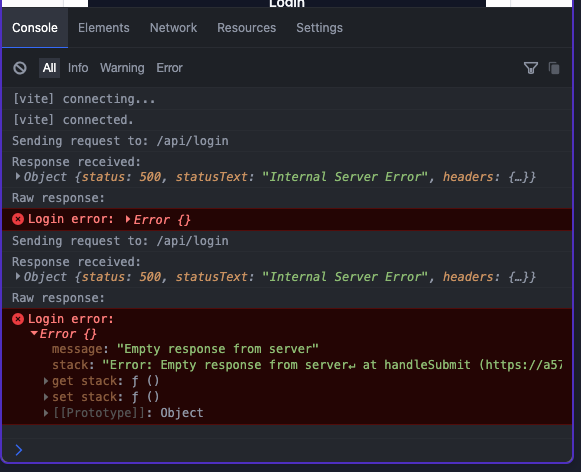 Login
Console Elements Network Resources Settings
All Info Warning Error
[vite] connecting...
[vite] connected.
Sending request to: /api/login
Response received:
Object {status: 500, statusText: "Internal Server Error", headers: {…}}
Raw response:
Login error: Error {}
Sending request to: /api/login
Response received:
Object {status: 500, statusText: "Internal Server Error", headers: {…}}
Raw response:
Login error:
Error {}
message: "Empty response from server"
stack: "Error: Empty response from server↵ at handleSubmit (https://a57
get stack: ƒ ()
set stack: ƒ ()
[[Prototype]]: Object